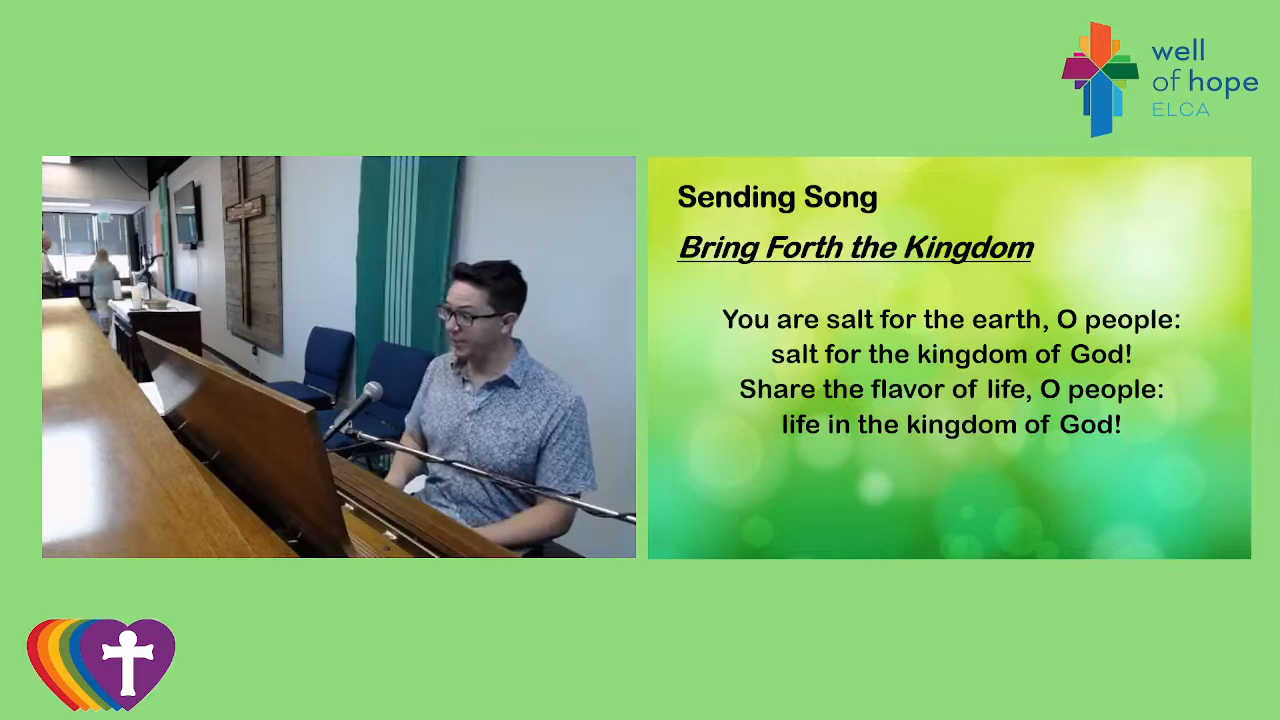 well
of hope
ELCA
Sending Song
Bring Forth the Kingdom
You are salt for the earth, O people:
salt for the kingdom of God!
Share the flavor of life, O people:
life in the kingdom of God!